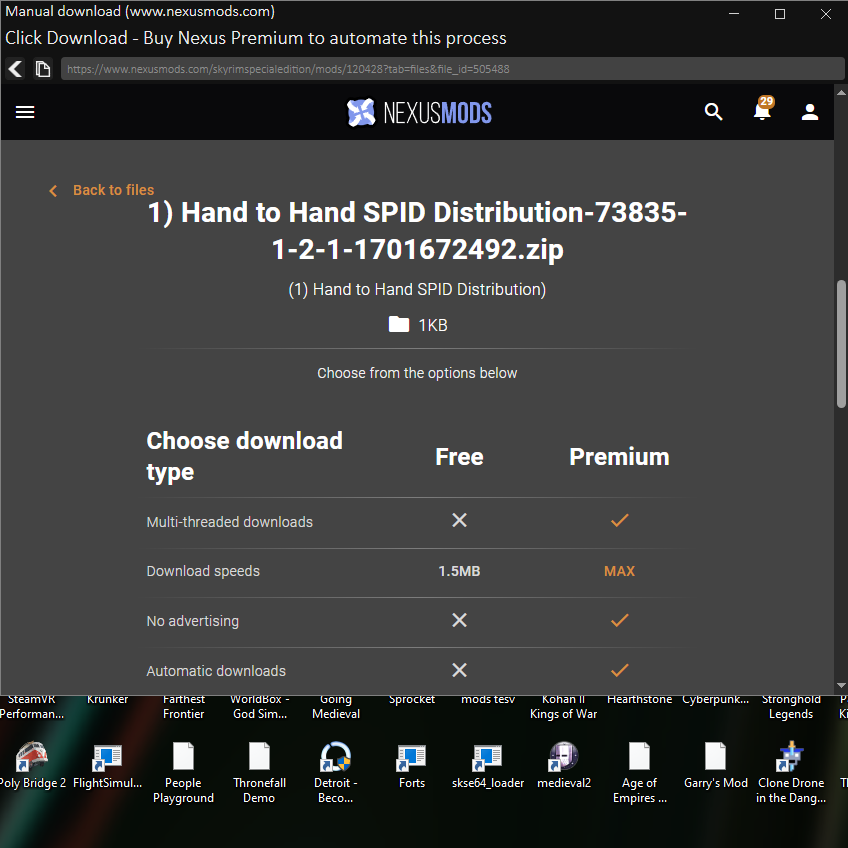 Manual download (www.nexusmods.com)
Click Download - Buy Nexus Premium to automate this process
https://www.nexusmods.com/skyrimspecialedition/mods/120428?tab=files&file_id=505488
NEXUSMODS
29
Back to files
1) Hand to Hand SPID Distribution-73835-
1-2-1-1701672492.zip
(1) Hand to Hand SPID Distribution)
1KB
Choose from the options below
Choose download
type
Free
Premium
Multi-threaded downloads
Download speeds
1.5MB
MAX
No advertising
Automatic downloads
SteamVR
Performan...
Krunker
Farthest
Frontier
WorldBox -
God Sim...
Going
Medieval
Sprocket
mods tesv
Kohan II
Kings of War
Hearthstone
Cyberpunk...
Stronghold
Legends
Poly Bridge 2
FlightSimul...
People
Playground
Thronefall
Demo
Detroit -
Beco...
Forts
skse64_loader
medieval2
Age of
Empires ...
Garry's Mod
Clone Drone
in the Dang...